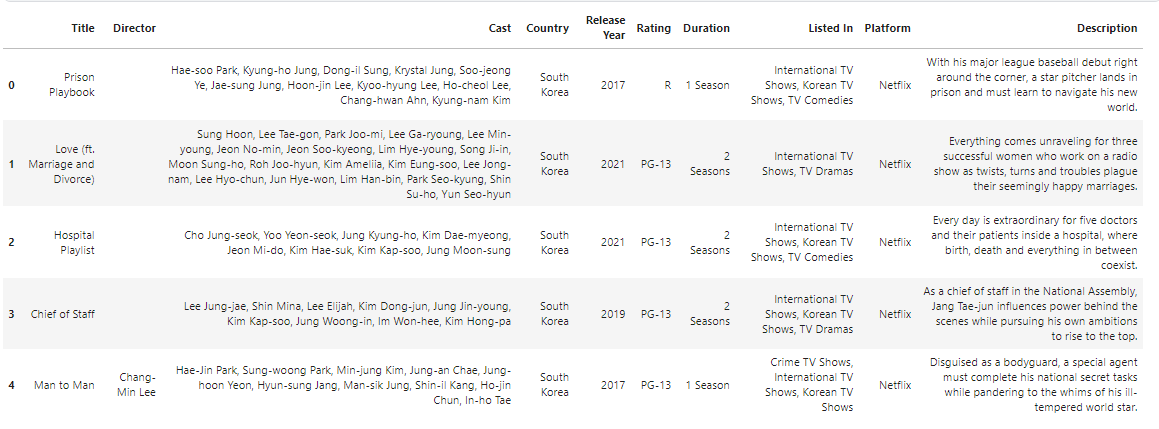 Title Director Cast Country Release Year Rating Duration Listed In Platform Description
0 Prison Playbook Hae-soo Park, Kyung-ho Jung, Dong-il Sung, Krystal Jung, Soo-jeong Ye, Jae-sung Jung, Hoon-jin Lee, Kyoo-hyung Lee, Ho-cheol Lee, Chang-hwan Ahn, Kyung-nam Kim South Korea 2017 R 1 Season International TV Shows, Korean TV Shows, TV Comedies Netflix With his major league baseball debut right around the corner, a star pitcher lands in prison and must learn to navigate his new world.
1 Love (ft. Marriage and Divorce) Sung Hoon, Lee Tae-gon, Park Joo-mi, Lee Ga-ryoung, Lee Min-young, Jeon No-min, Jeon Soo-kyeong, Lim Hye-young, Song Ji-in, Moon Sung-ho, Roh Joo-hyun, Kim Ameliia, Kim Eung-soo, Lee Jong-nam, Lee Hyo-chun, Jun Hye-won, Lim Han-bin, Park Seo-kyung, Shin Su-ho, Yun Seo-hyun South Korea 2021 PG-13 2 Seasons International TV Shows, TV Dramas Netflix Everything comes unraveling for three successful women who work on a radio show as twists, turns and troubles plague their seemingly happy marriages.
2 Hospital Playlist Cho Jung-seok, Yoo Yeon-seok, Jung Kyung-ho, Kim Dae-myeong, Jeon Mi-do, Kim Hae-suk, Kim Kap-soo, Jung Moon-sung South Korea 2021 PG-13 2 Seasons International TV Shows, Korean TV Shows, TV Comedies Netflix Every day is extraordinary for five doctors and their patients inside a hospital, where birth, death and everything in between coexist.
3 Chief of Staff Lee Jung-jae, Shin Mina, Lee Elijah, Kim Dong-jun, Jung Jin-young, Kim Kap-soo, Jung Woong-in, Im Won-hee, Kim Hong-pa South Korea 2019 PG-13 2 Seasons International TV Shows, Korean TV Shows, TV Dramas Netflix As a chief of staff in the National Assembly, Jang Tae-jun influences power behind the scenes while pursuing his own ambitions to rise to the top.
4 Man to Man Chang-Min Lee Hae-Jin Park, Sung-woong Park, Min-jung Kim, Jung-an Chae, Jung-hoon Yeon, Hyun-sung Jang, Man-sik Jung, Shin-il Kang, Ho-jin Chun, In-ho Tae South Korea 2017 PG-13 1 Season Crime TV Shows, International TV Shows, Korean TV Shows Netflix Disguised as a bodyguard, a special agent must complete his national secret tasks while pandering to the whims of his ill-tempered world star.